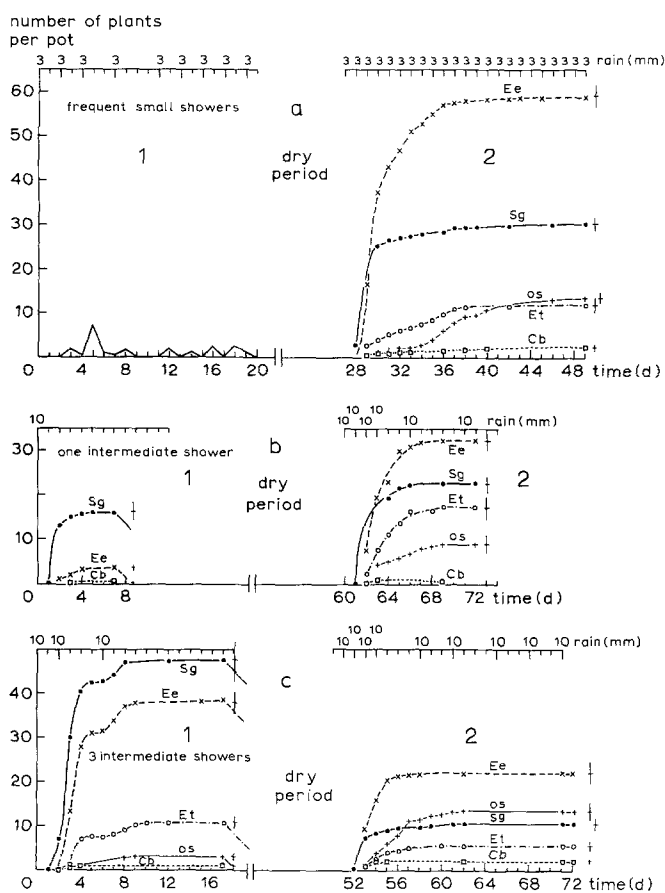 number of plants
per pot
3 3 3 3 3 3 3 3 3 3
3 3 3 3 3 3 3 3 3 3 3 3 3 3 3 3 3 3 3 3 3 3 3 rain (mm)
60
50
40
30
20
10
0
frequent small showers
1
a
dry
period
2
Ee
Sg
os
Et
Cb
0 4 8 12 16 20
28 32 36 40 44 48 time (d)
10
10 10 10 10 10 10 rain (mm)
30
20
10
0
one intermediate shower
1
b
dry
period
2
Sg
Ee
Cb
Ee
Sg
Et
os
Cb
0 4 8
60 64 68 72 time (d)
10 10 10
10 10 10 10 10 10 10 rain (mm)
40
30
20
10
0
Sg
Ee
1
3 intermediate showers
Et
os
Cb
c
dry
period
2
Ee
os
Sg
Et
Cb
0 4 8 12 16
52 56 60 64 68 72 time (d)